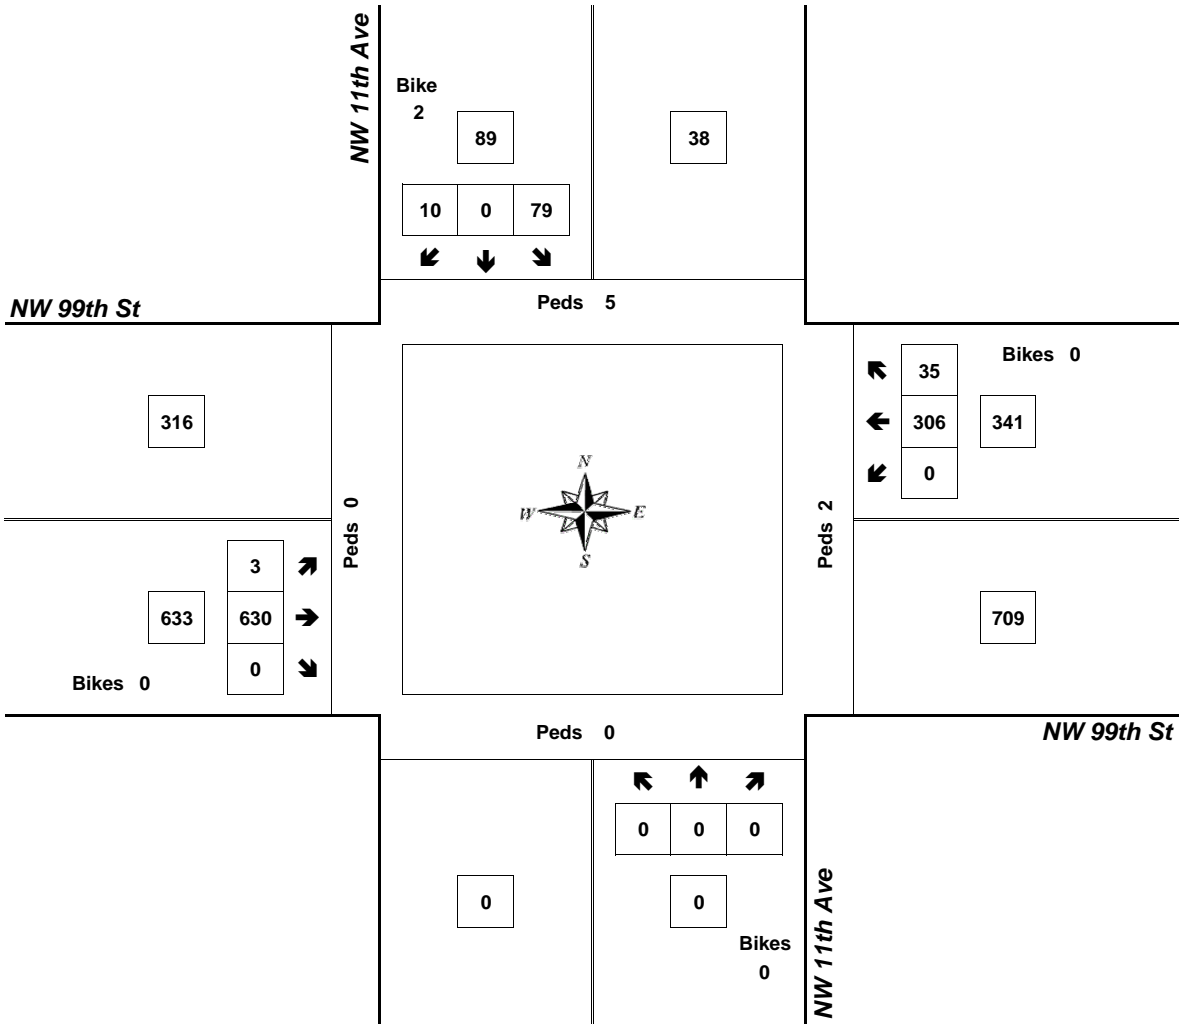 NW 11th Ave
Bike
2
89
38
10 0 79
Peds 5
NW 99th St
Bikes 0
35
316
306 341
0
N
W E
S
Peds 0
Peds 2
3
633 630
709
0
Bikes 0
Peds 0
NW 99th St
0 0 0
0
0
Bikes
0
NW 11th Ave